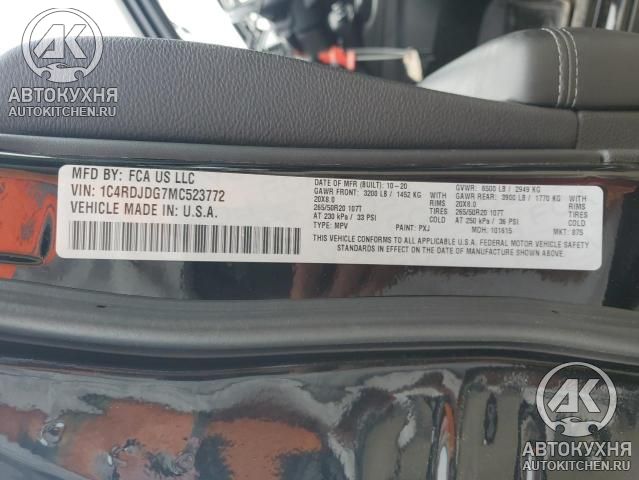 АК
АВТОКУХНЯ
AUTOKITCHEN.RU
MFD BY: FCA US LLC
VIN: 1C4RDJDG7MC523772
VEHICLE MADE IN U.S.A.
DATE OF MFR (BUILT): 10-20
GAWR FRONT: 3200 LB / 1452 KG WITH
20X8.0 RIMS
265/50R20 107T TIRES
AT 230 kPa / 33 PSI COLD
TYPE: MPV PAINT: PXJ
GVWR: 6500 LB / 2949 KG
GAWR REAR: 3900 LB / 1770 KG WITH
20X8.0 RIMS
265/50R20 107T TIRES
AT 250 kPa / 36 PSI COLD
MDH: 101615 MKT: 875
THIS VEHICLE CONFORMS TO ALL APPLICABLE U.S.A. FEDERAL MOTOR VEHICLE SAFETY
STANDARDS IN EFFECT ON THE DATE OF MANUFACTURE SHOWN ABOVE.
АК
АВТОКУХНЯ
AUTOKITCHEN.RU